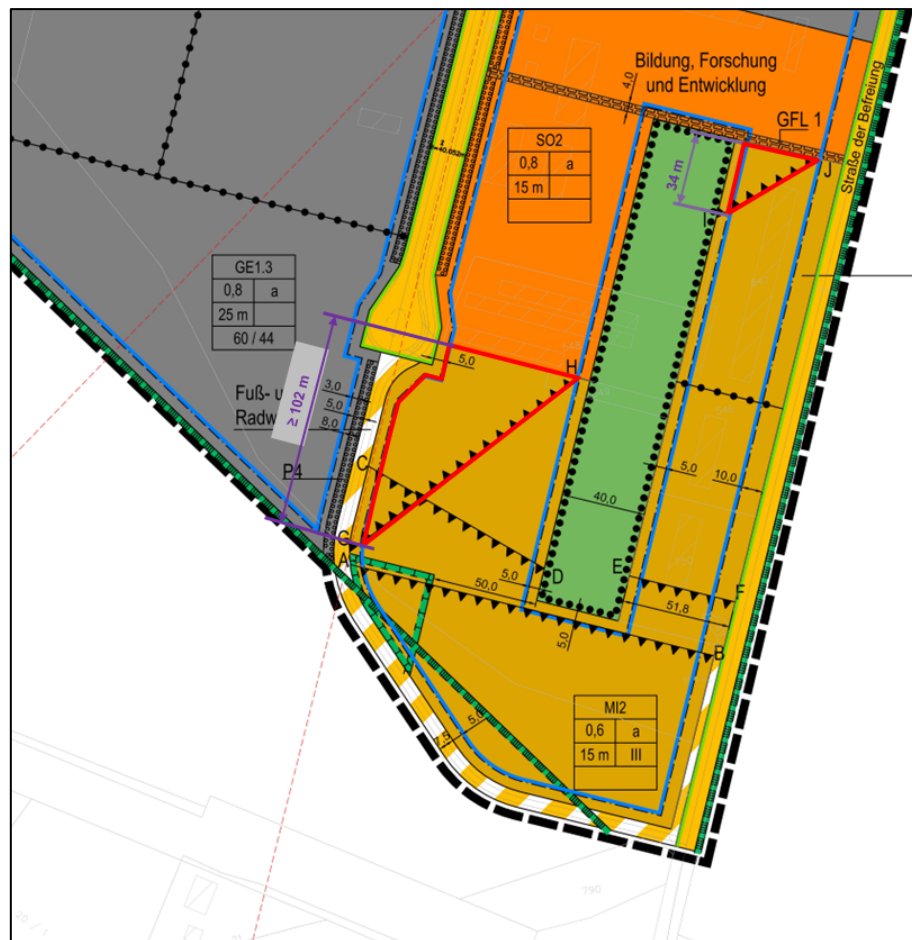 Bildung, Forschung
und Entwicklung
4,0
GFL 1
Straße der Befreiung
J
34 m
I
SO2
0,8 a
15 m
GE1.3
0,8 a
25 m
60 / 44
5,0
H
≥ 102 m
3,0
Fuß- u
5,0
Radw
8,0
P4
C
G
A
5,0
10,0
40,0
50,0
5,0
D
E
F
51,8
5,0
B
MI2
0,6 a
15 m III
5,0
790
20 / 1